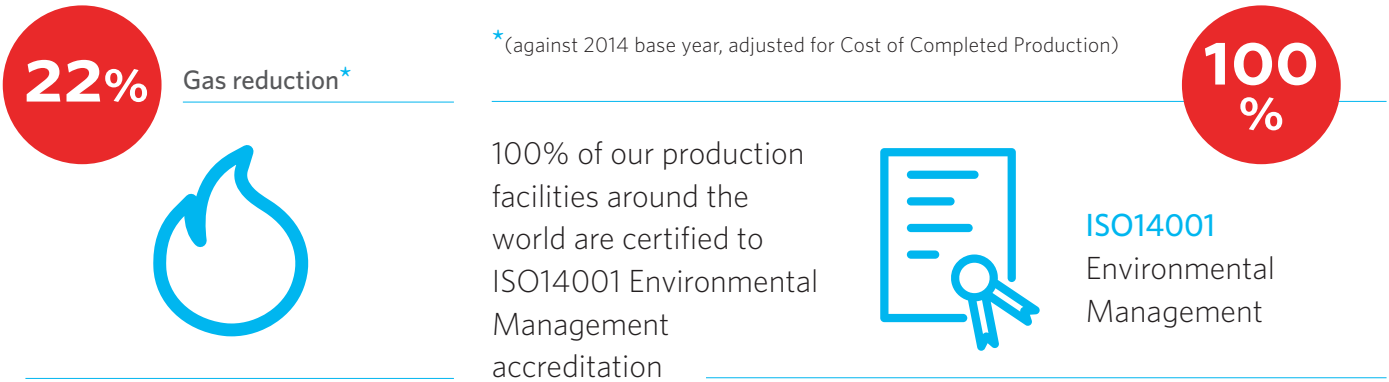 22%
Gas reduction*
*(against 2014 base year, adjusted for Cost of Completed Production)
100
%
100% of our production
facilities around the
world are certified to
ISO14001 Environmental
Management
accreditation
ISO14001
Environmental
Management